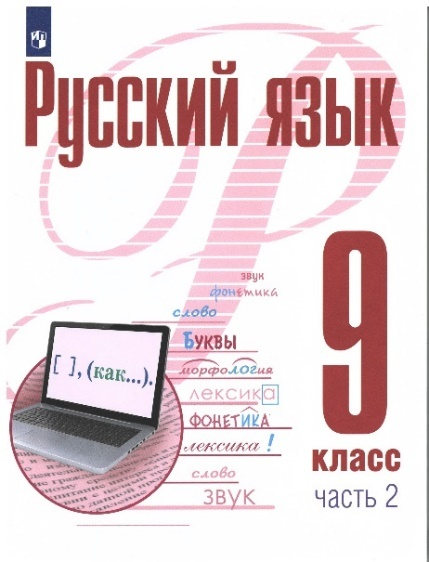 Русский язык
звук
фонетика
слово
Буквы
морфология
лексика
ФОНЕТИКА
лексика!
слово
ЗВУК
[ ], (как...).
9
класс
часть 2